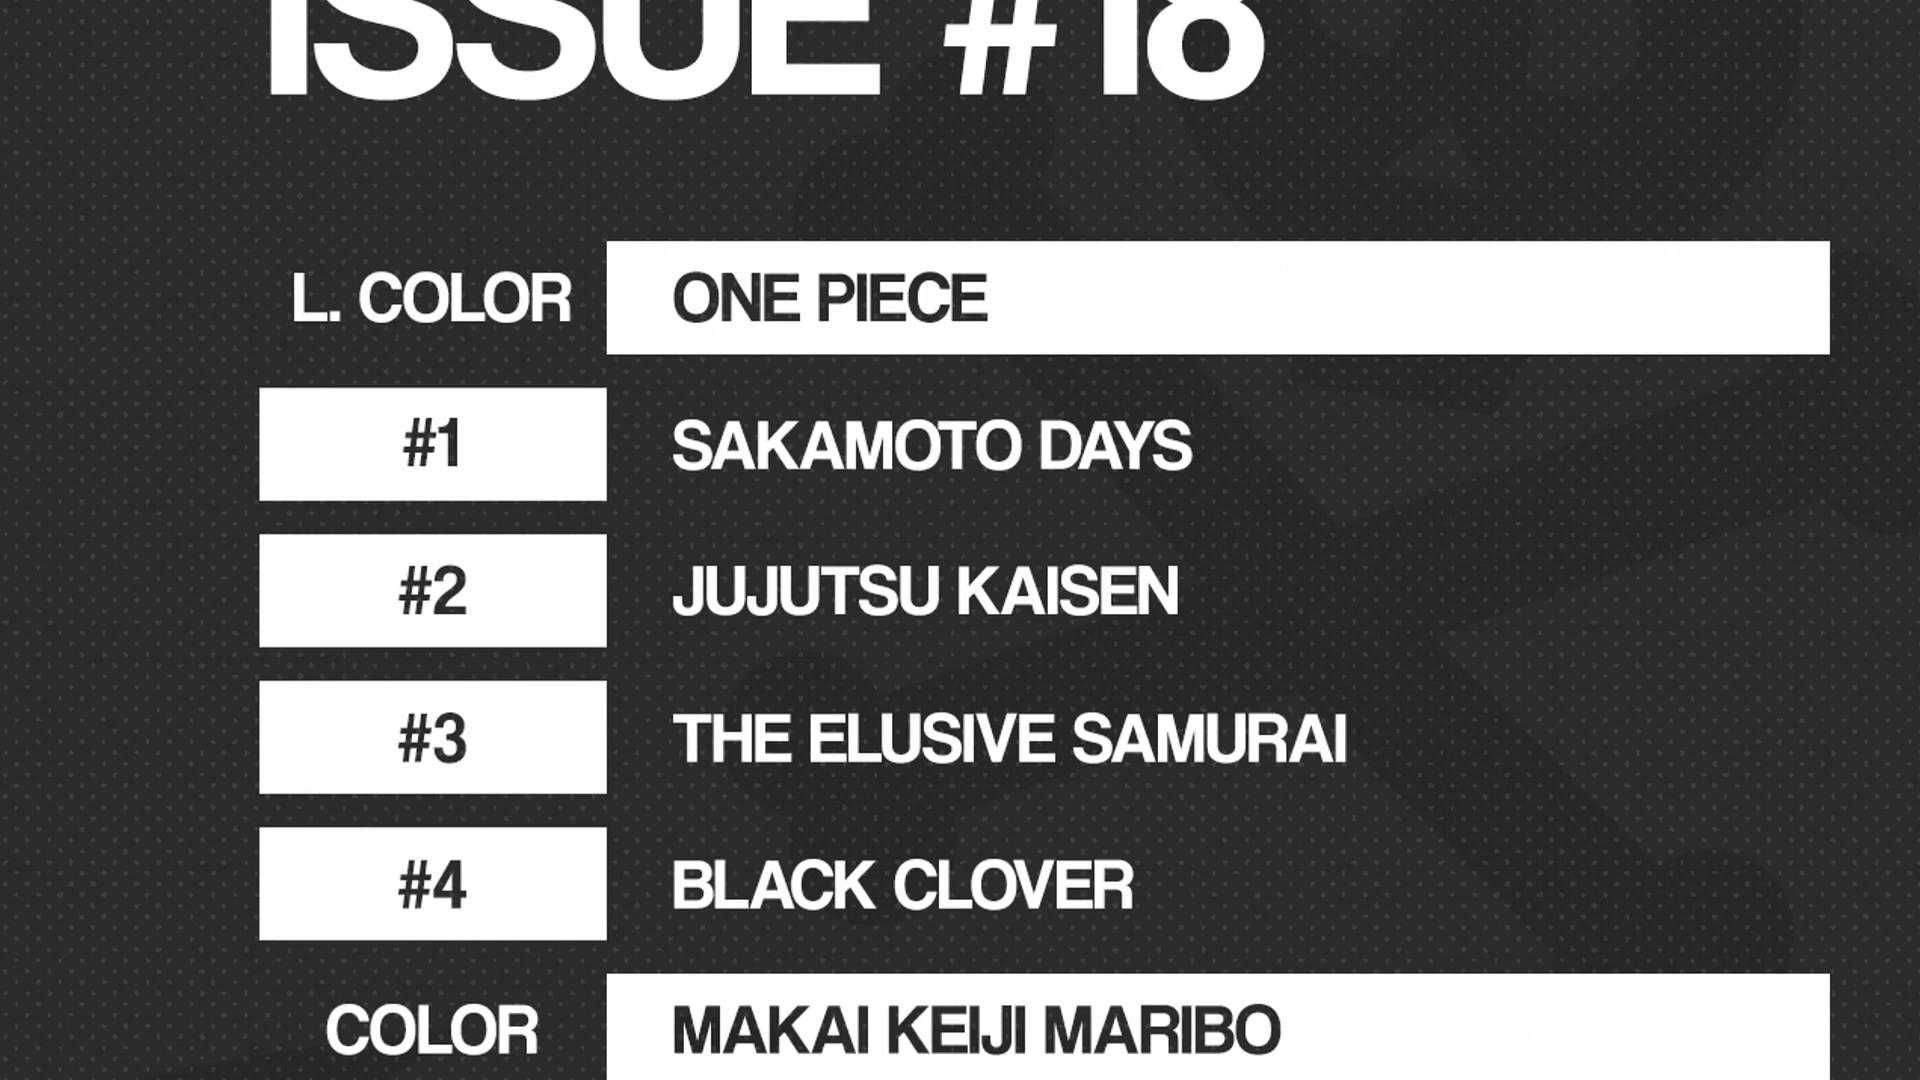 ISSUE #18
L. COLOR ONE PIECE
#1 SAKAMOTO DAYS
#2 JUJUTSU KAISEN
#3 THE ELUSIVE SAMURAI
#4 BLACK CLOVER
COLOR MAKAI KEIJI MARIBO